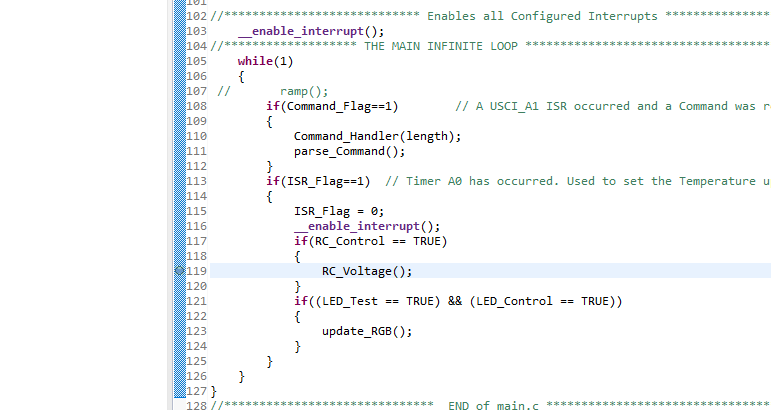 101
102 //**************************** Enables all Configured Interrupts ***************
103 __enable_interrupt();
104 //******************* THE MAIN INFINITE LOOP ***********************************
105 while(1)
106 {
107 // ramp();
108 if(Command_Flag==1) // A USCI_A1 ISR occurred and a Command was
109 {
110 Command_Handler(length);
111 parse_Command();
112 }
113 if(ISR_Flag==1) // Timer A0 has occurred. Used to set the Temperature
114 {
115 ISR_Flag = 0;
116 __enable_interrupt();
117 if(RC_Control == TRUE)
118 {
119 RC_Voltage();
120 }
121 if((LED_Test == TRUE) && (LED_Control == TRUE))
122 {
123 update_RGB();
124 }
125 }
126 }
127 }
128 //****************************** END of main.c ********************************